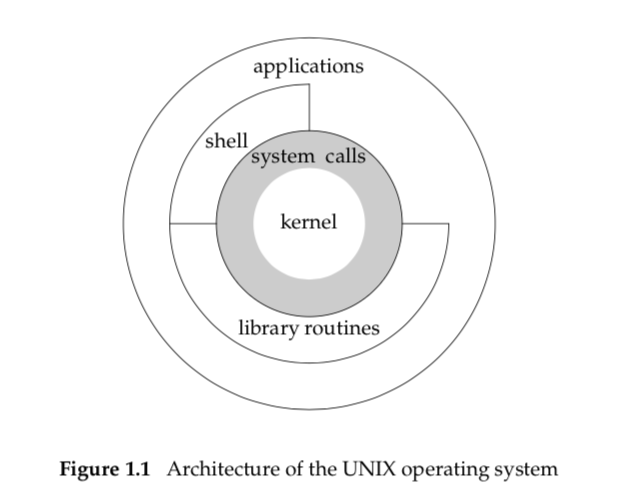 applications
shell
system calls
kernel
library routines
Figure 1.1 Architecture of the UNIX operating system